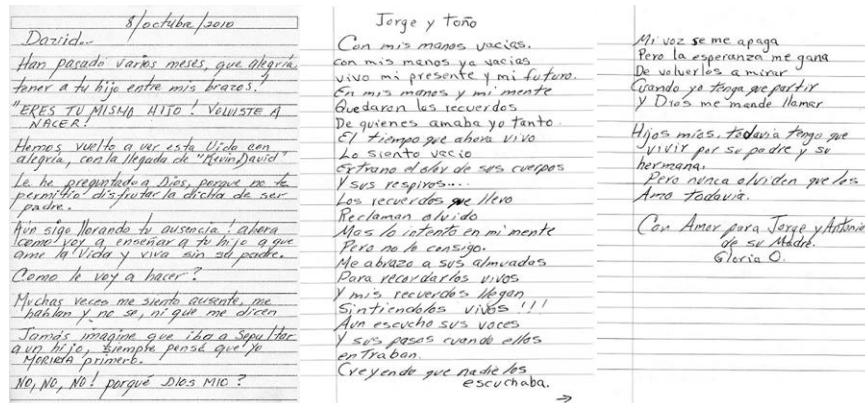 8/octubre/2010
David...
Han pasado varios meses, que alegría
tener a tu hijo entre mis brazos!
"ERES TU MISMO HIJO! VOLVISTE A
NACER!
Hemos vuelto a ver esta Vida con
alegría, con la llegada de "Kevin David"
Le he preguntado a Dios, porque no te
permitio disfrutar la dicha de ser
padre.
Aun sigo llorando tu ausencia! ahora
como voy a enseñar a tu hijo a que
ame la Vida y viva sin su padre.
Como le voy a hacer?
Muchas veces me siento ausente, me
hablan y no se, ni que me dicen
Jamás imagine que iba a Sepultar
a un hijo, siempre pensé que yo
MORIRIA primero.
NO, NO, NO! porqué DIOS MIO?
Jorge y Toño
Con mis manos vacias,
con mis manos ya vacias
vivo mi presente y mi futuro.
En mis manos y mi mente
Quedaron los recuerdos
De quienes amaba yo tanto.
El tiempo que ahora vivo
Lo siento vacio
Extrano el olor de sus cuerpos
Y sus respiros....
Los recuerdos que llevo
Reclaman olvido
Mas lo intento en mi mente
Pero no lo consigo.
Me abrazo a sus almuadas
Para recordarlos vivos
Y mis recuerdos llegan
Sintiendolos vivos !!!
Aun escucho sus voces
Y sus pasos cuando ellos
entraban.
Creyendo que nadie los
escuchaba.
→
Mi voz se me apaga
Pero la esperanza me gana
De volverlos a mirar
Cuando yo tenga que partir
Y Dios me mande llamar
Hijos mios, todavia tengo que
vivir por su padre y su
hermana.
Pero nunca olviden que los
Amo todavia.
Con Amor para Jorge y Antonio
de su Madre.
Gloria O.